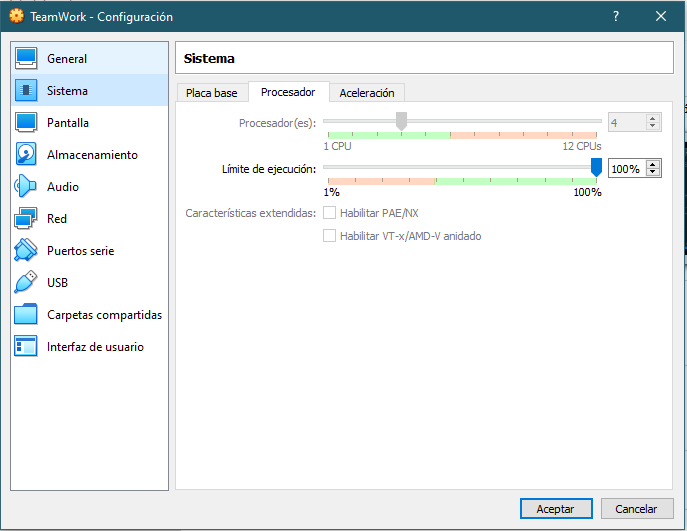 TeamWork - Configuración
?
General
Sistema
Pantalla
Almacenamiento
Audio
Red
Puertos serie
USB
Carpetas compartidas
Interfaz de usuario
Sistema
Placa base Procesador Aceleración
Procesador(es): 4
1 CPU 12 CPUs
Límite de ejecución: 100%
1% 100%
Características extendidas: Habilitar PAE/NX
Habilitar VT-x/AMD-V anidado
Aceptar Cancelar